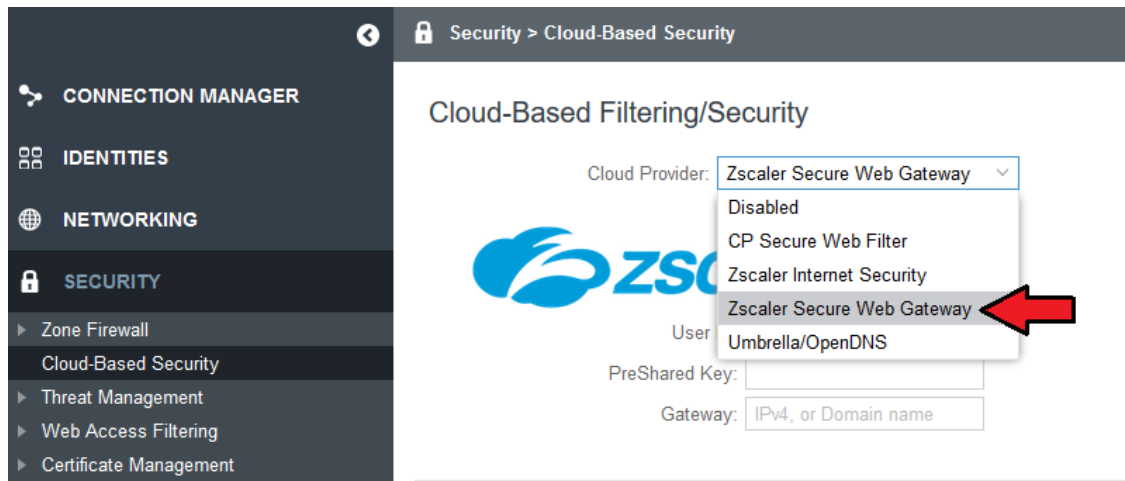 Security > Cloud-Based Security
CONNECTION MANAGER
IDENTITIES
NETWORKING
SECURITY
Zone Firewall
Cloud-Based Security
Threat Management
Web Access Filtering
Certificate Management
Cloud-Based Filtering/Security
Cloud Provider: Zscaler Secure Web Gateway
Disabled
CP Secure Web Filter
Zscaler Internet Security
Zscaler Secure Web Gateway
Umbrella/OpenDNS
zsc
User
PreShared Key:
Gateway: IPv4, or Domain name